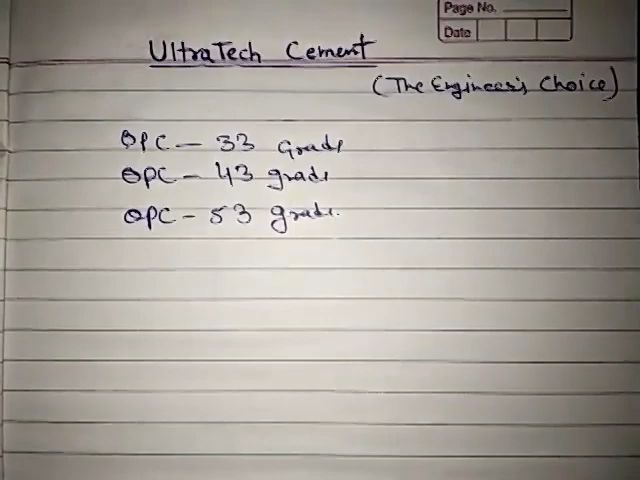 Page No.
Date
UltraTech Cement
(The Engineer's Choice)
OPC – 33 Grade
OPC – 43 grade
OPC – 53 grade.